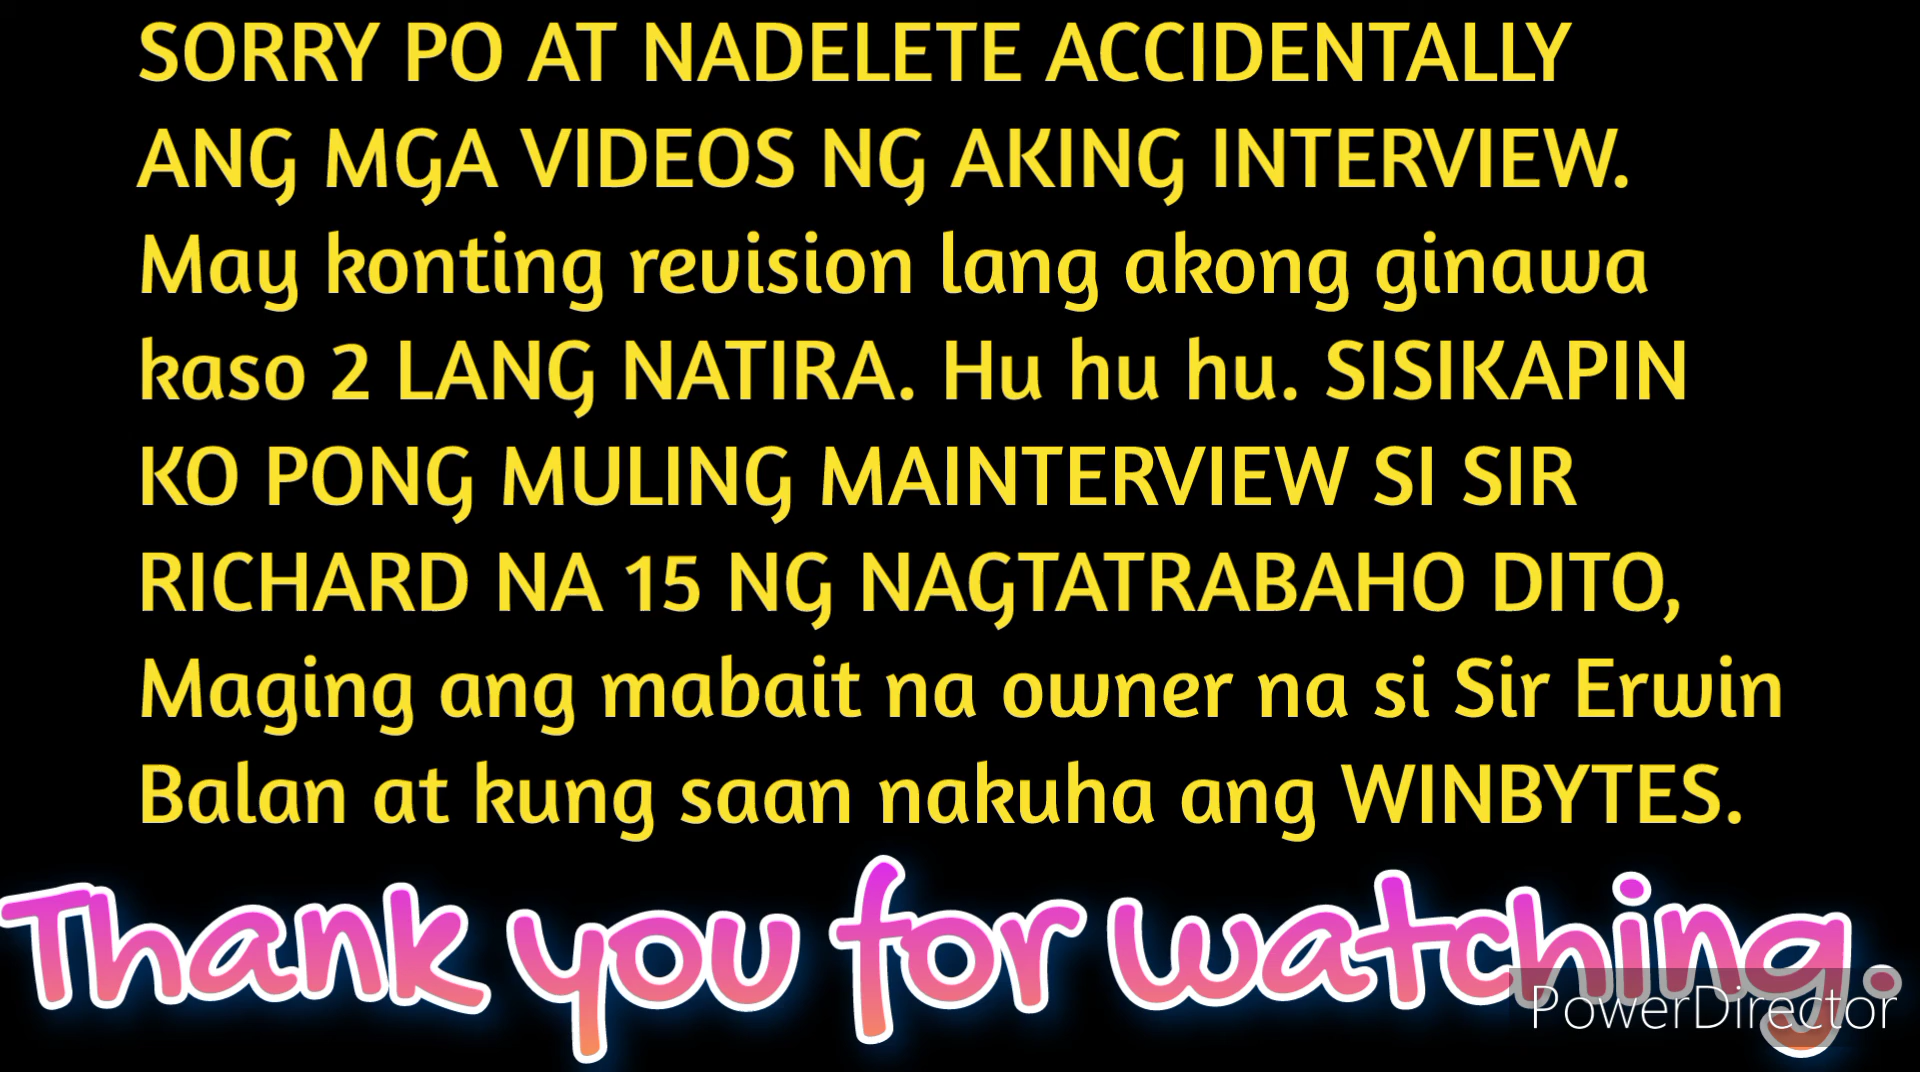 SORRY PO AT NADELETE ACCIDENTALLY
ANG MGA VIDEOS NG AKING INTERVIEW.
May konting revision lang akong ginawa
kaso 2 LANG NATIRA. Hu hu hu. SISIKAPIN
KO PONG MULING MAINTERVIEW SI SIR
RICHARD NA 15 NG NAGTATRABAHO DITO,
Maging ang mabait na owner na si Sir Erwin
Balan at kung saan nakuha ang WINBYTES.
Thank you for watching.
PowerDirector